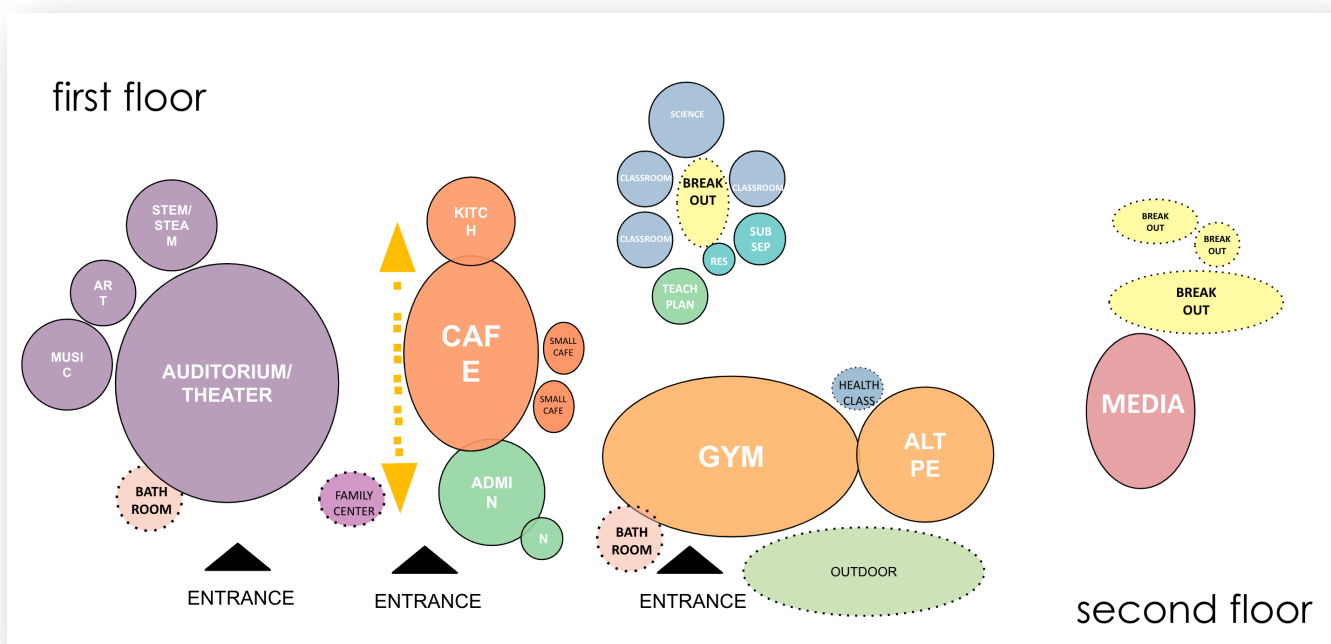 first floor
SCIENCE
CLASSROOM
BREAK
OUT
CLASSROOM
CLASSROOM
SUB
SEP
RES
TEACH
PLAN
STEM/
STEA
M
AR
T
MUSI
C
AUDITORIUM/
THEATER
BATH
ROOM
KITC
H
CAF
E
SMALL
CAFE
SMALL
CAFE
FAMILY
CENTER
ADMI
N
N
GYM
HEALTH
CLASS
ALT
PE
BATH
ROOM
OUTDOOR
ENTRANCE
ENTRANCE
ENTRANCE
BREAK
OUT
BREAK
OUT
BREAK
OUT
MEDIA
second floor